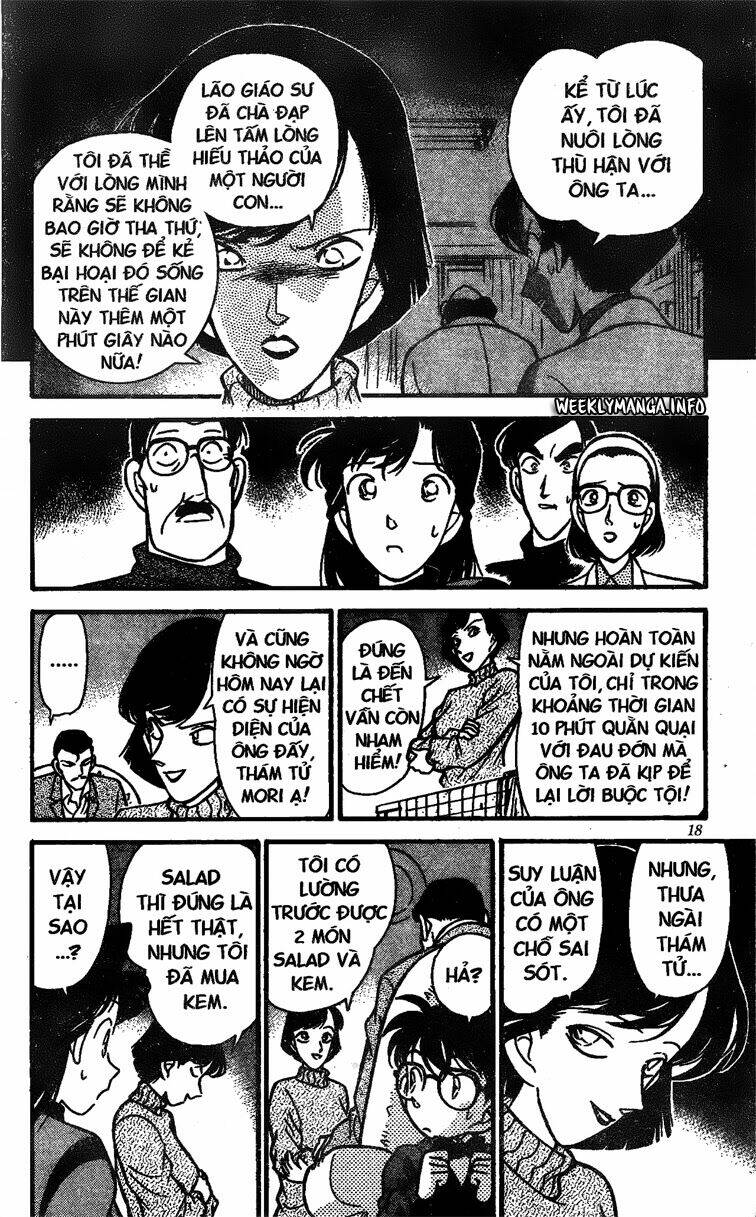 KỂ TỪ LÚC
ẤY, TÔI ĐÃ
NUÔI LÒNG
THÙ HẬN VỚI
ÔNG TA...
LÃO GIÁO SƯ
ĐÃ CHÀ ĐẠP
LÊN TẤM LÒNG
HIẾU THẢO CỦA
MỘT NGƯỜI
CON...
TÔI ĐÃ THỀ
VỚI LÒNG MÌNH
RẰNG SẼ KHÔNG
BAO GIỜ THA THỨ,
SẼ KHÔNG ĐỂ KẺ
BẠI HOẠI ĐÓ SỐNG
TRÊN THẾ GIAN
NÀY THÊM MỘT
PHÚT GIÂY NÀO
NỮA!
WEEKLYMANGA.INFO
NHƯNG HOÀN TOÀN
NẰM NGOÀI DỰ KIẾN
CỦA TÔI, CHỈ TRONG
KHOẢNG THỜI GIAN
10 PHÚT QUẰN QUẠI
VỚI ĐAU ĐỚN MÀ
ÔNG TA ĐÃ KỊP ĐỂ
LẠI LỜI BUỘC TỘI!
ĐÚNG
LÀ ĐẾN
CHẾT
VẪN CÒN
NHAM
HIỂM!
VÀ CŨNG
KHÔNG NGỜ
HÔM NAY LẠI
CÓ SỰ HIỆN
DIỆN CỦA
ÔNG ĐẤY,
THÁM TỬ
MORI Ạ!
.....
18
NHƯNG,
THƯA
NGÀI
THÁM
TỬ...
SUY LUẬN
CỦA ÔNG
CÓ MỘT
CHỖ SAI
SÓT.
HẢ?
TÔI CÓ
LƯỜNG
TRƯỚC ĐƯỢC
2 MÓN
SALAD VÀ
KEM.
SALAD
THÌ ĐÚNG LÀ
HẾT THẬT,
NHƯNG TÔI
ĐÃ MUA
KEM.
VẬY
TẠI
SAO
...?